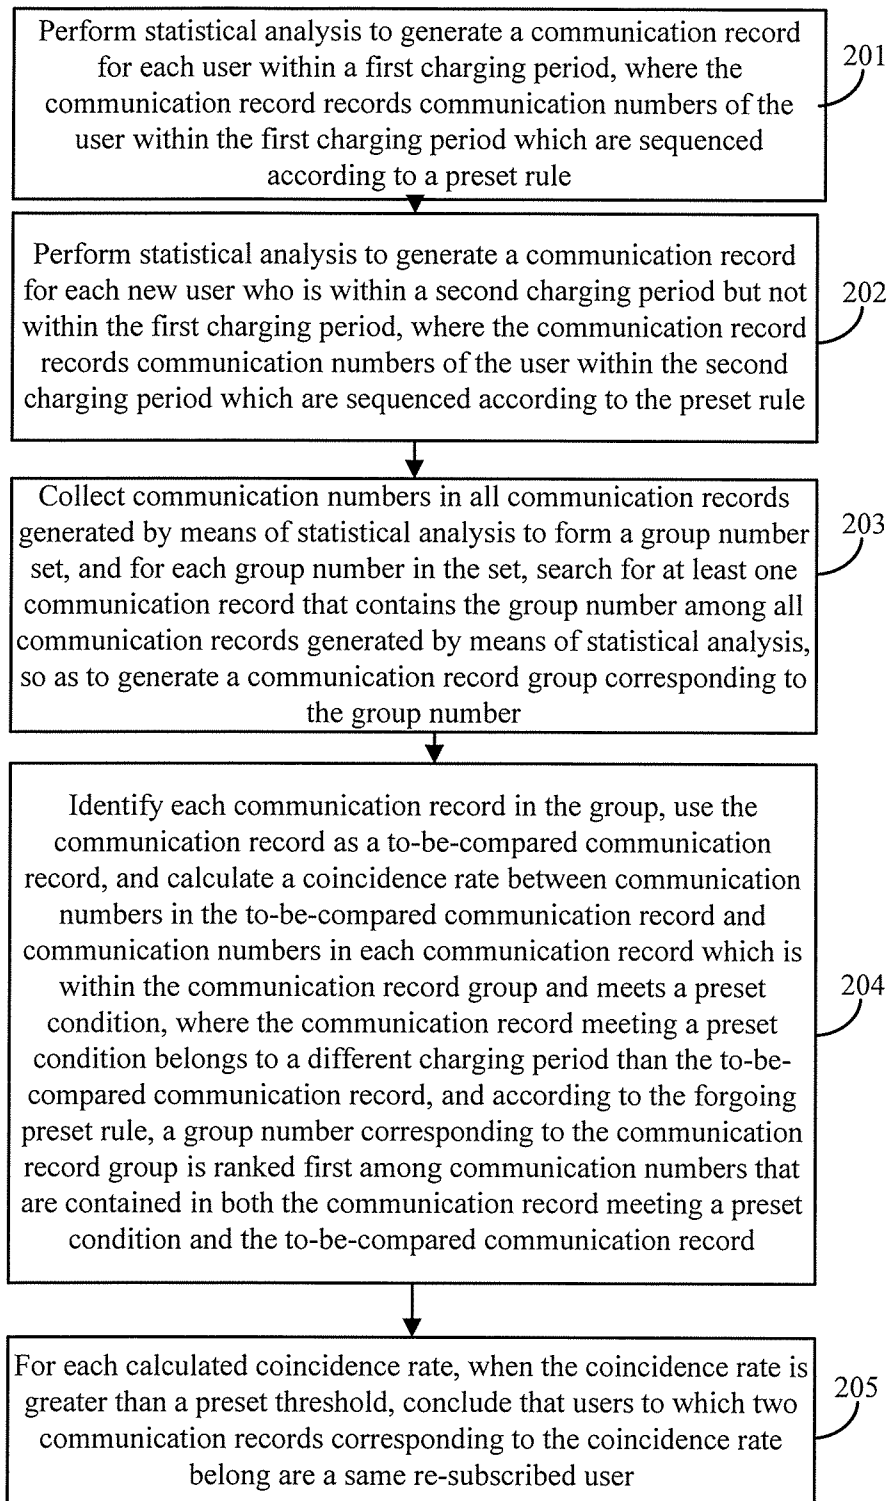 Perform statistical analysis to generate a communication record
for each user within a first charging period, where the
communication record records communication numbers of the
user within the first charging period which are sequenced
according to a preset rule
201
Perform statistical analysis to generate a communication record
for each new user who is within a second charging period but not
within the first charging period, where the communication record
records communication numbers of the user within the second
charging period which are sequenced according to the preset rule
202
Collect communication numbers in all communication records
generated by means of statistical analysis to form a group number
set, and for each group number in the set, search for at least one
communication record that contains the group number among all
communication records generated by means of statistical analysis,
so as to generate a communication record group corresponding to
the group number
203
Identify each communication record in the group, use the
communication record as a to-be-compared communication
record, and calculate a coincidence rate between communication
numbers in the to-be-compared communication record and
communication numbers in each communication record which is
within the communication record group and meets a preset
condition, where the communication record meeting a preset
condition belongs to a different charging period than the to-be-
compared communication record, and according to the forgoing
preset rule, a group number corresponding to the communication
record group is ranked first among communication numbers that
are contained in both the communication record meeting a preset
condition and the to-be-compared communication record
204
For each calculated coincidence rate, when the coincidence rate is
greater than a preset threshold, conclude that users to which two
communication records corresponding to the coincidence rate
belong are a same re-subscribed user
205